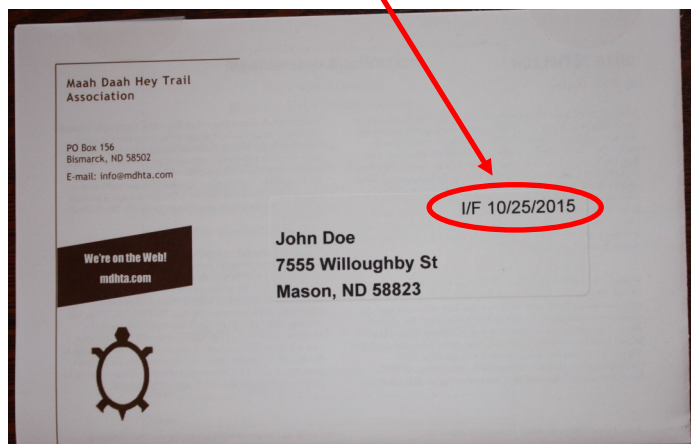 Maah Daah Hey Trail
Association
PO Box 156
Bismarck, ND 58502
E-mail: info@mdhta.com
We're on the Web!
mdhta.com
I/F 10/25/2015
John Doe
7555 Willoughby St
Mason, ND 58823